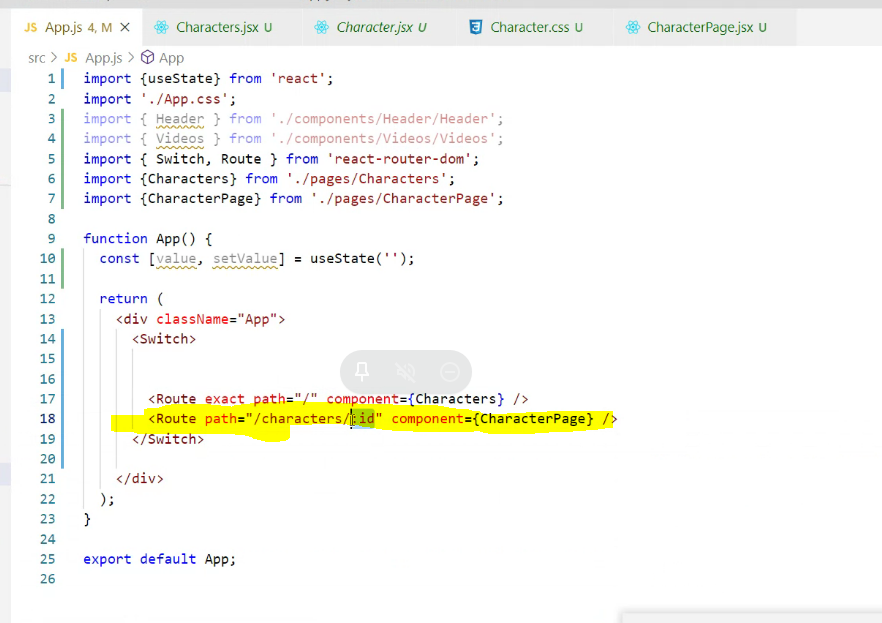 JS App.js 4, M × Characters.jsx U Character.jsx U Character.css U CharacterPage.jsx U
src > JS App.js > App
1 import {useState} from 'react';
2 import './App.css';
3 import { Header } from './components/Header/Header';
4 import { Videos } from './components/Videos/Videos';
5 import { Switch, Route } from 'react-router-dom';
6 import {Characters} from './pages/Characters';
7 import {CharacterPage} from './pages/CharacterPage';
8
9 function App() {
10 const [value, setValue] = useState('');
11
12 return (
13 <div className="App">
14 <Switch>
15
16
17 <Route exact path="/" component={Characters} />
18 <Route path="/characters/:id" component={CharacterPage} />
19 </Switch>
20
21 </div>
22 );
23 }
24
25 export default App;
26